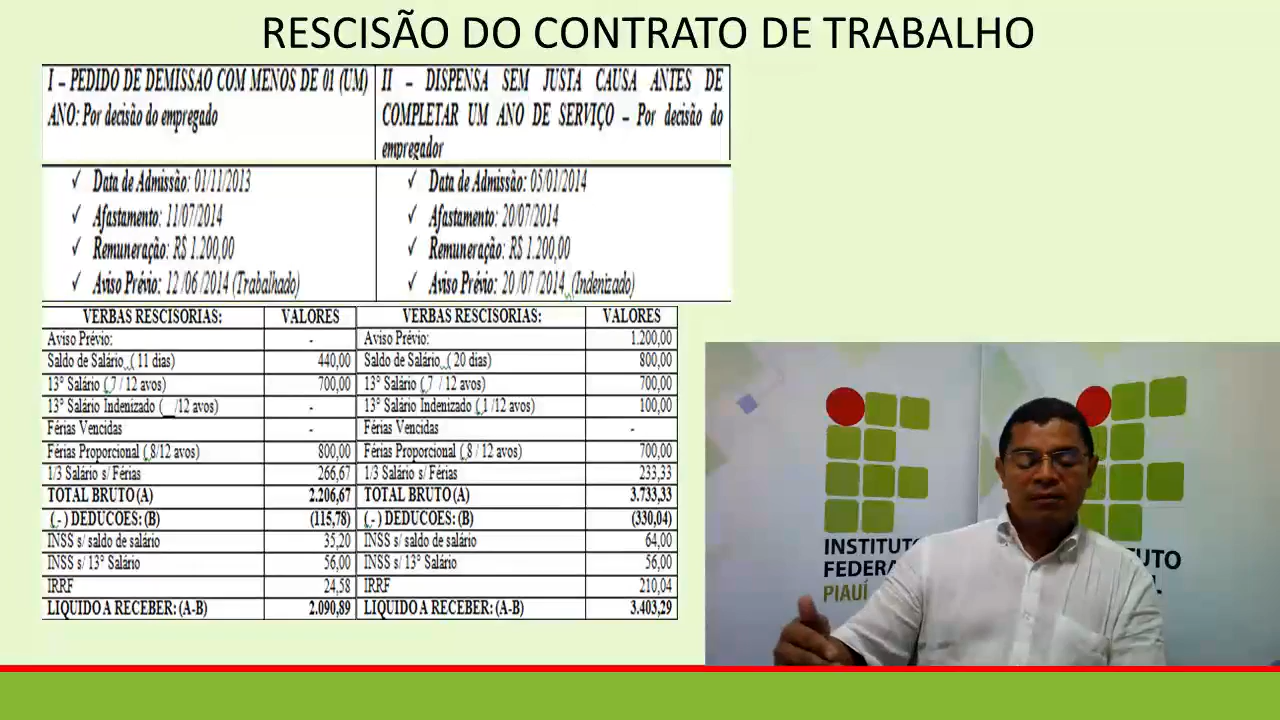 RESCISÃO DO CONTRATO DE TRABALHO
I – PEDIDO DE DEMISSAO COM MENOS DE 01 (UM)
ANO: Por decisão do empregado
II – DISPENSA SEM JUSTA CAUSA ANTES DE
COMPLETAR UM ANO DE SERVIÇO – Por decisão do
empregador
✓ Data de Admissão: 01/11/2013
✓ Afastamento: 11/07/2014
✓ Remuneração: R$ 1.200,00
✓ Aviso Prévio: 12 /06 /2014 (Trabalhado)
✓ Data de Admissão: 05/01/2014
✓ Afastamento: 20/07/2014
✓ Remuneração: R$ 1.200,00
✓ Aviso Prévio: 20 /07 /2014 (Indenizado)
VERBAS RESCISORIAS: VALORES VERBAS RESCISORIAS: VALORES
Aviso Prévio: - Aviso Prévio: 1.200,00
Saldo de Salário ( 11 dias) 440,00 Saldo de Salário ( 20 dias) 800,00
13° Salário ( 7 / 12 avos) 700,00 13° Salário ( 7 / 12 avos) 700,00
13° Salário Indenizado (__/12 avos) - 13° Salário Indenizado ( 1 /12 avos) 100,00
Férias Vencidas - Férias Vencidas -
Férias Proporcional ( 8/12 avos) 800,00 Férias Proporcional ( 8 / 12 avos) 700,00
1/3 Salário s/ Férias 266,67 1/3 Salário s/ Férias 233,33
TOTAL BRUTO (A) 2.206,67 TOTAL BRUTO (A) 3.733,33
( - ) DEDUCOES: (B) (115,78) ( - ) DEDUCOES: (B) (330,04)
INSS s/ saldo de salário 35,20 INSS s/ saldo de salário 64,00
INSS s/ 13° Salário 56,00 INSS s/ 13° Salário 56,00
IRRF 24,58 IRRF 210,04
LIQUIDO A RECEBER: (A-B) 2.090,89 LIQUIDO A RECEBER: (A-B) 3.403,29
INSTITUTO
FEDERA
PIAUÍ
TUTO